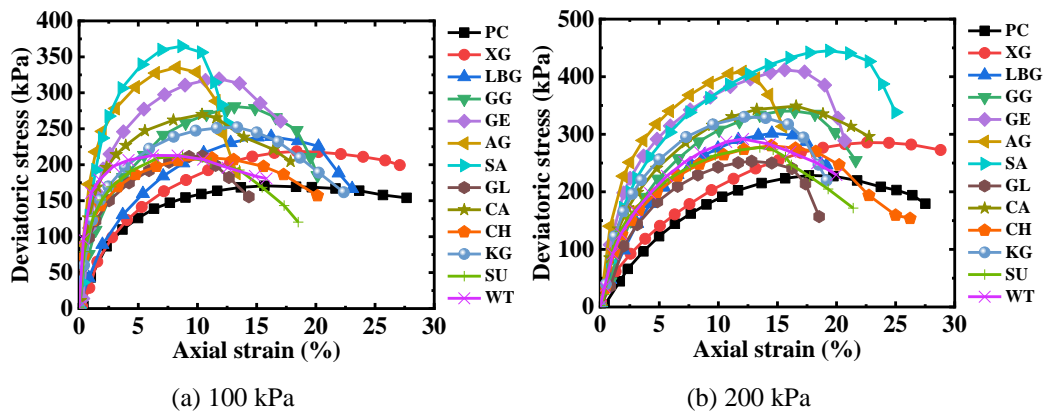 400
350
300
250
200
150
100
50
0
Deviatoric stress (kPa)
0 5 10 15 20 25 30
Axial strain (%)
PC
XG
LBG
GG
GE
AG
SA
GL
CA
CH
KG
SU
WT
(a) 100 kPa
500
400
300
200
100
0
Deviatoric stress (kPa)
0 5 10 15 20 25 30
Axial strain (%)
PC
XG
LBG
GG
GE
AG
SA
GL
CA
CH
KG
SU
WT
(b) 200 kPa